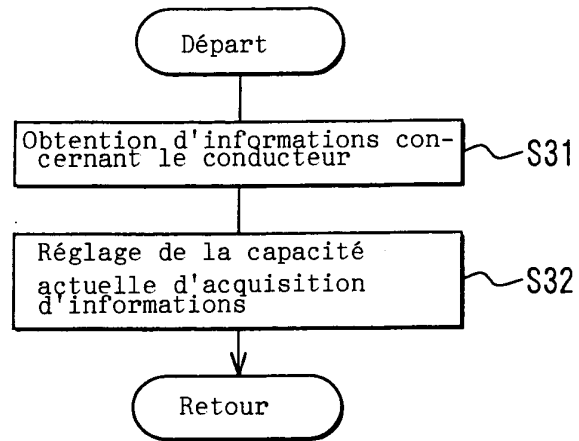 Départ
Obtention d'informations con-
cernant le conducteur
S31
Réglage de la capacité
actuelle d'acquisition
d'informations
S32
Retour